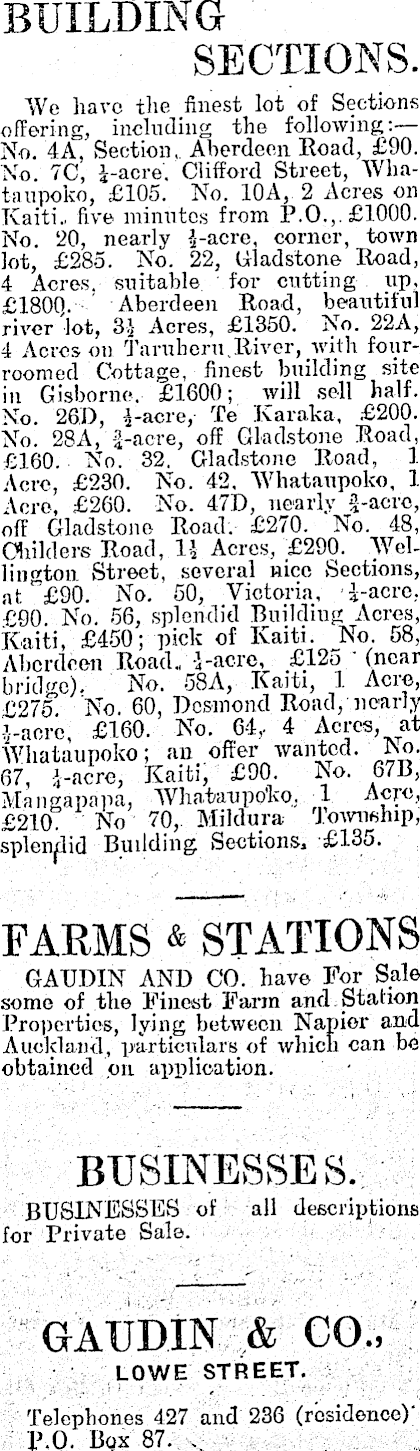 BUILDING
SECTIONS.
We have the finest lot of Sections
offering, including the following:—
No. 4A, Section, Aberdeen Road, £90.
No. 7C, ¼-acre, Clifford Street, Wha-
taupoko, £105. No. 10A, 2 Acres on
Kaiti, five minutes from P.O., £1000.
No. 20, nearly ½-acre, corner, town
lot, £285. No. 22, Gladstone Road,
4 Acres, suitable for cutting up,
£1800. Aberdeen Road, beautiful
river lot, 3½ Acres, £1350. No. 22A,
4 Acres on Taruheru River, with four-
roomed Cottage, finest building site
in Gisborne, £1600; will sell half.
No. 26D, ¼-acre, Te Karaka, £200.
No. 28A, ¾-acre, off Gladstone Road,
£160. No. 32, Gladstone Road, 1
Acre, £230. No. 42, Whataupoko, 1
Acre, £260. No. 47D, nearly ¾-acre,
off Gladstone Road. £270. No. 48,
Childers Road, 1½ Acres, £290. Wel-
lington Street, several nice Sections,
at £90. No. 50, Victoria, ¼-acre,
£90. No. 56, splendid Building Acres,
Kaiti, £450; pick of Kaiti. No. 58,
Aberdeen Road, ¼-acre, £125 (near
bridge). No. 58A, Kaiti, 1 Acre,
£275. No. 60, Desmond Road, nearly
½-acre, £160. No. 64, 4 Acres, at
Whataupoko; an offer wanted. No.
67, ¼-acre, Kaiti, £90. No. 67B,
Mangapapa, Whataupoko, 1 Acre,
£210. No 70, Mildura Township,
splendid Building Sections, £135.
FARMS & STATIONS
GAUDIN AND CO. have For Sale
some of the Finest Farm and Station
Properties, lying between Napier and
Auckland, particulars of which can be
obtained on application.
BUSINESSES.
BUSINESSES of all descriptions
for Private Sale.
GAUDIN & CO.,
LOWE STREET.
Telephones 427 and 236 (residence)
P.O. Box 87.